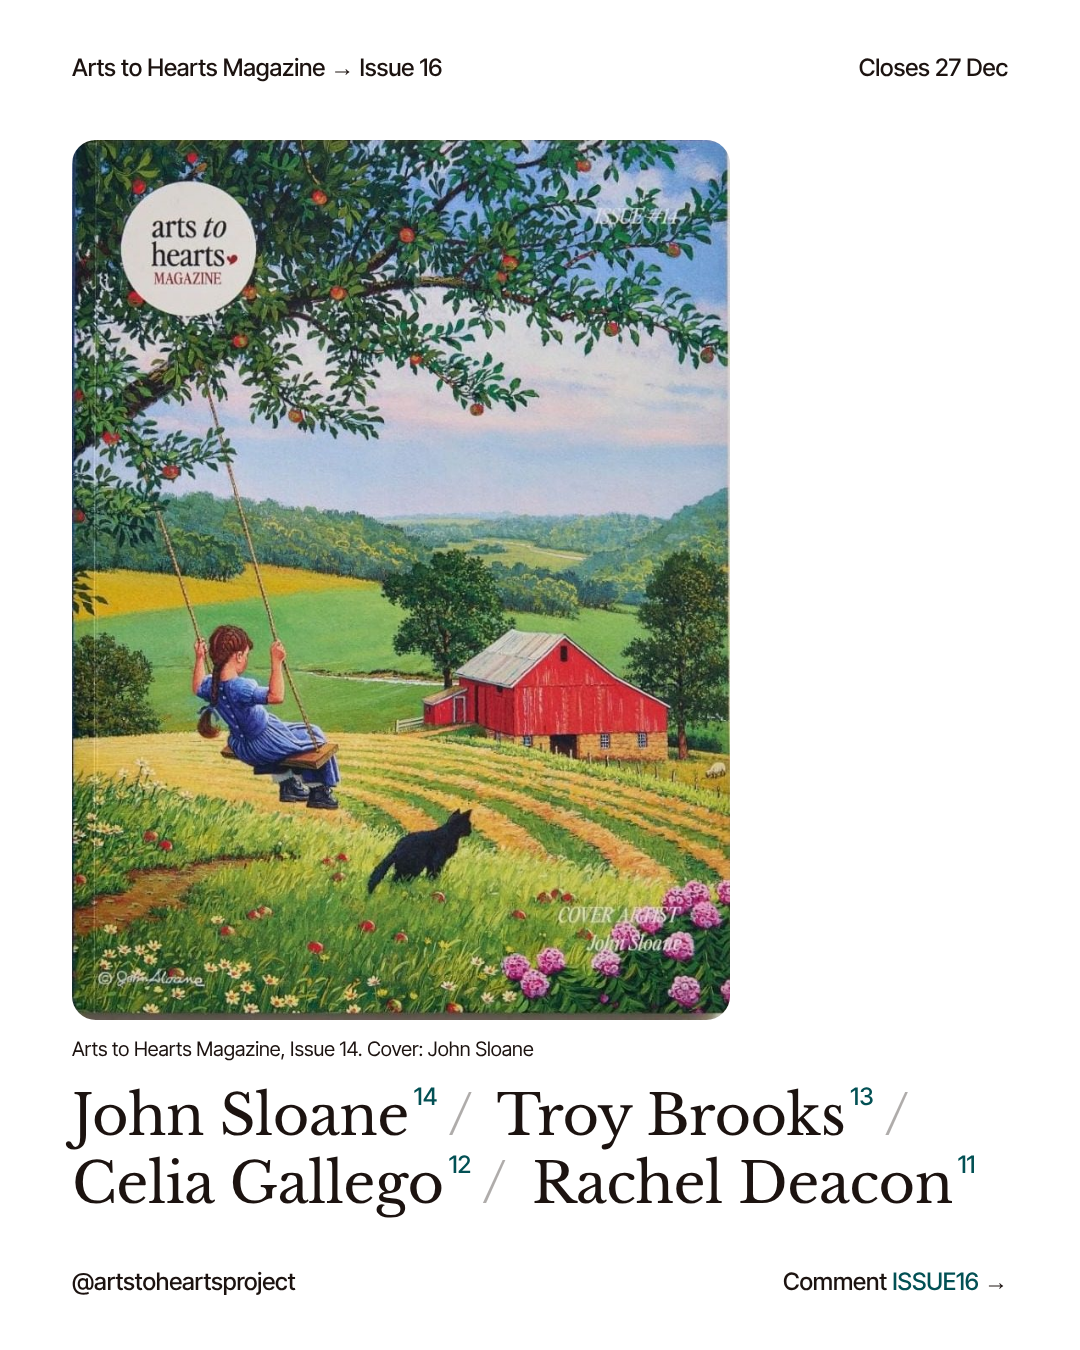 Arts to Hearts Magazine → Issue 16
Closes 27 Dec
arts to
hearts
MAGAZINE
ISSUE #14
COVER ARTIST
John Sloane
© John Sloane
Arts to Hearts Magazine, Issue 14. Cover: John Sloane
John Sloane 14 / Troy Brooks 13 /
Celia Gallego 12 / Rachel Deacon 11
@artstoheartsproject
Comment ISSUE16 →